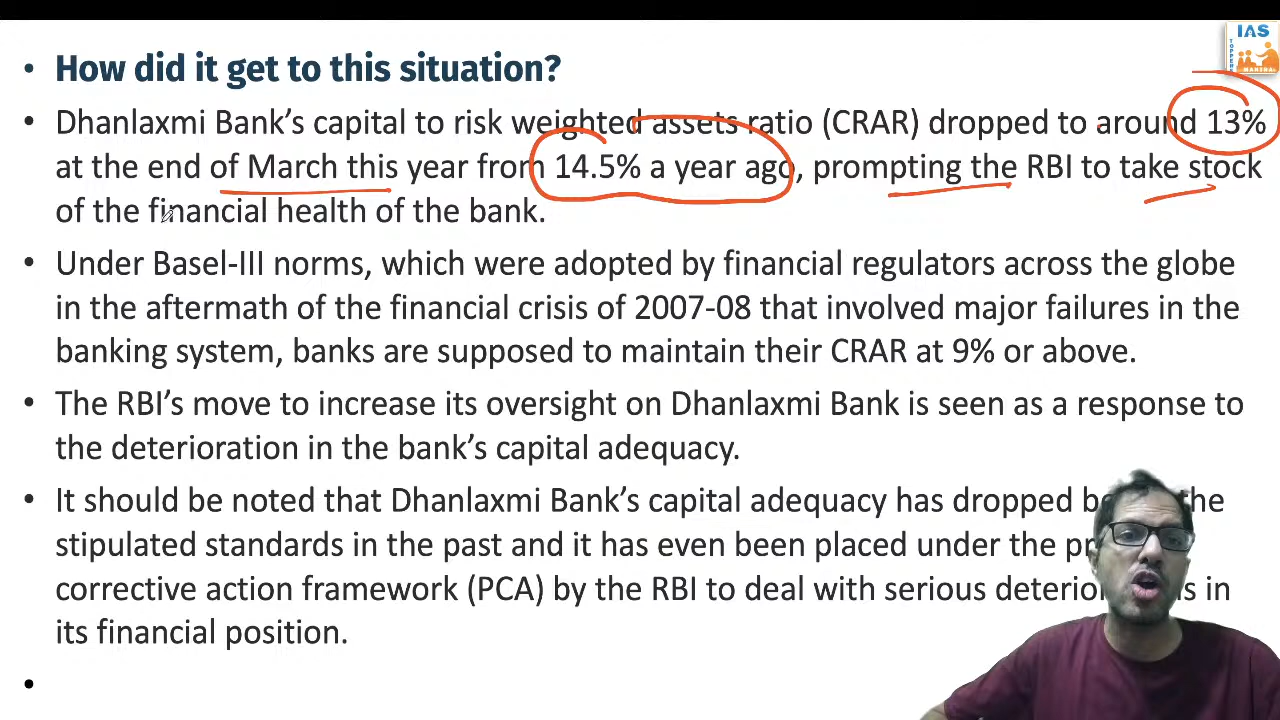 IAS
TOPPERS
MANTRA
• How did it get to this situation?
• Dhanlaxmi Bank's capital to risk weighted assets ratio (CRAR) dropped to around 13%
at the end of March this year from 14.5% a year ago, prompting the RBI to take stock
of the financial health of the bank.
• Under Basel-III norms, which were adopted by financial regulators across the globe
in the aftermath of the financial crisis of 2007-08 that involved major failures in the
banking system, banks are supposed to maintain their CRAR at 9% or above.
• The RBI's move to increase its oversight on Dhanlaxmi Bank is seen as a response to
the deterioration in the bank's capital adequacy.
• It should be noted that Dhanlaxmi Bank's capital adequacy has dropped the
stipulated standards in the past and it has even been placed under the
corrective action framework (PCA) by the RBI to deal with serious in
its financial position.
•